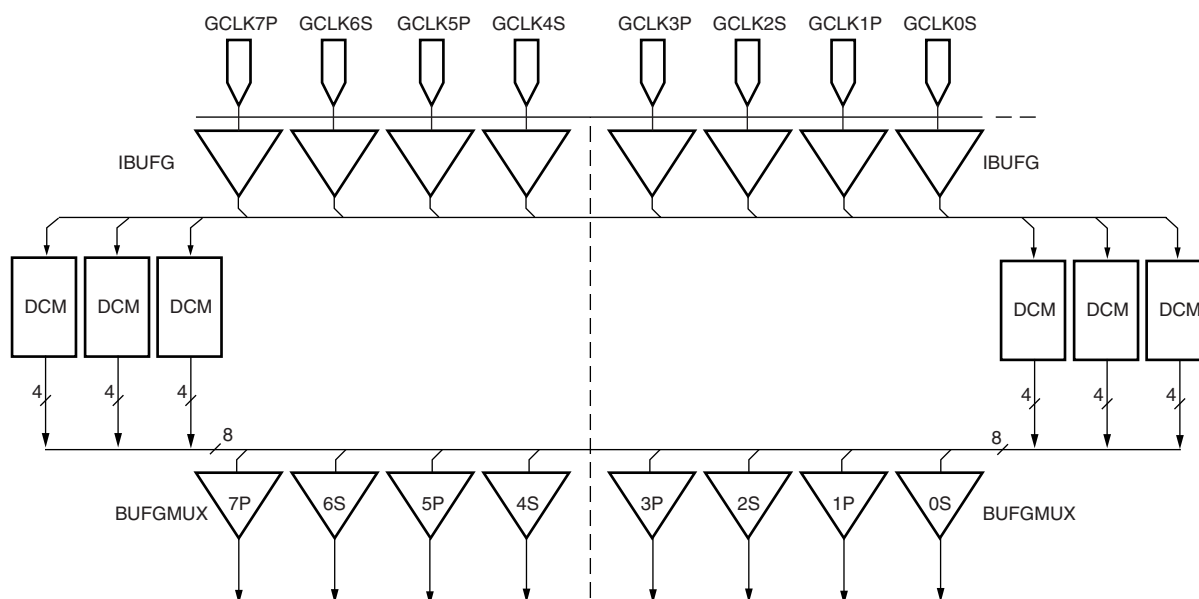 GCLK7P GCLK6S GCLK5P GCLK4S GCLK3P GCLK2S GCLK1P GCLK0S
IBUFG IBUFG
DCM DCM DCM DCM DCM DCM
4 4 4 4 4 4
8 8
BUFGMUX 7P 6S 5P 4S 3P 2S 1P 0S BUFGMUX